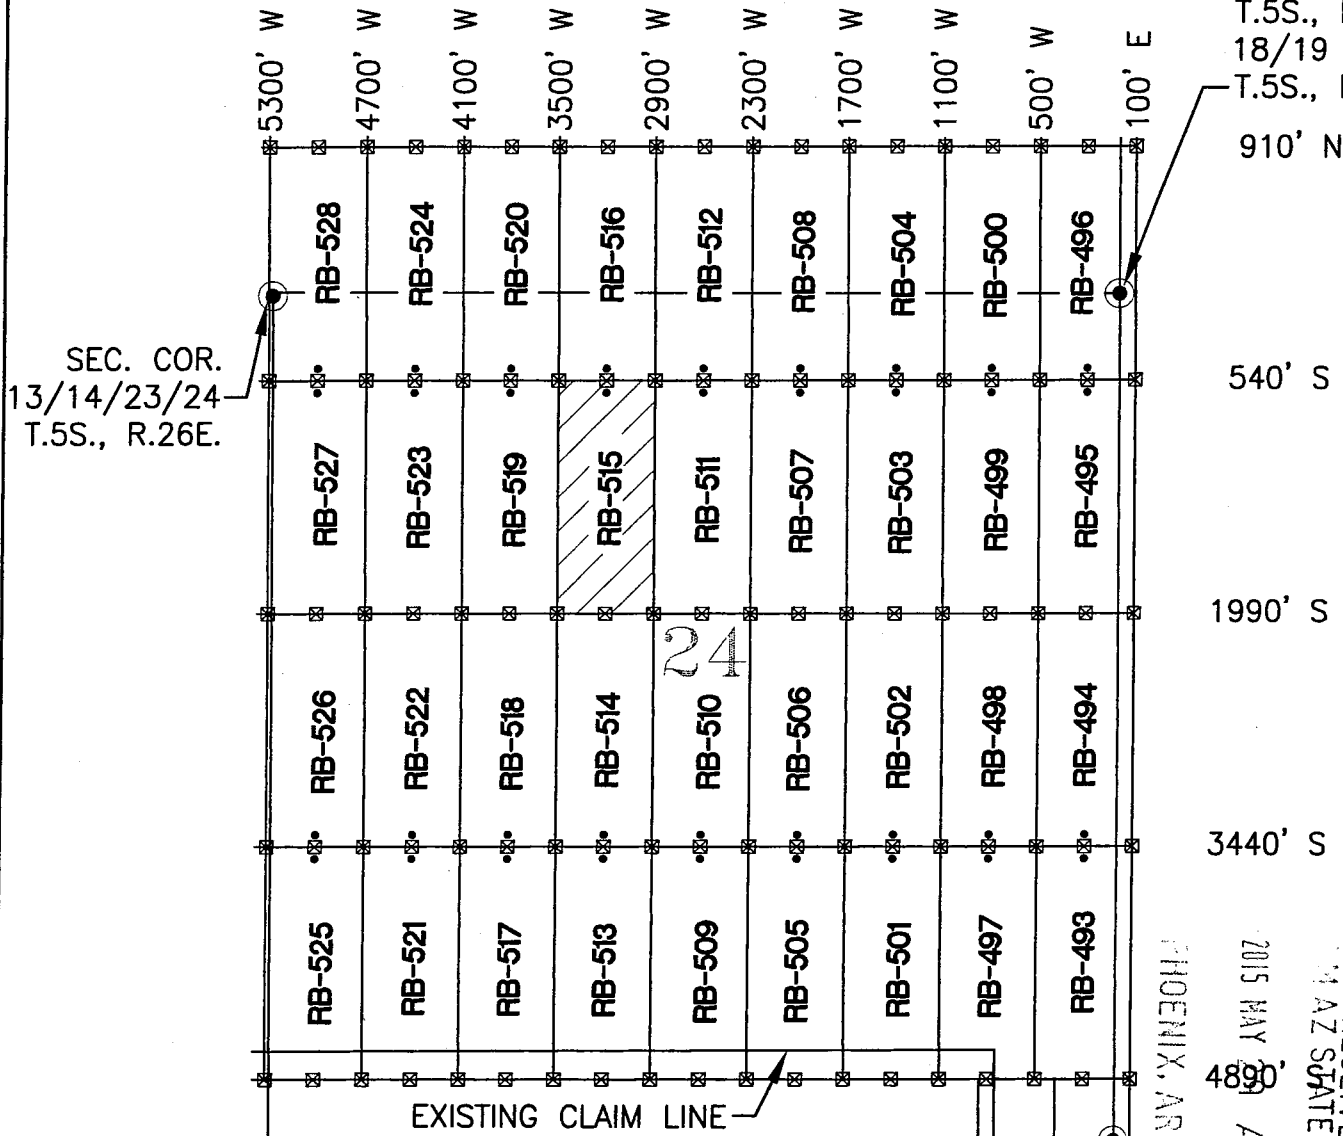 5300' W
4700' W
4100' W
3500' W
2900' W
2300' W
1700' W
1100' W
500' W
100' E
T.5S.,
18/19
T.5S.,
910' N
RB-528
RB-524
RB-520
RB-516
RB-512
RB-508
RB-504
RB-500
RB-496
SEC. COR.
13/14/23/24
T.5S., R.26E.
540' S
RB-527
RB-523
RB-519
RB-515
RB-511
RB-507
RB-503
RB-499
RB-495
1990' S
24
RB-526
RB-522
RB-518
RB-514
RB-510
RB-506
RB-502
RB-498
RB-494
3440' S
RB-525
RB-521
RB-517
RB-513
RB-509
RB-505
RB-501
RB-497
RB-493
4890' S
EXISTING CLAIM LINE
PHOENIX, AR
2015 MAY
AZ STATE